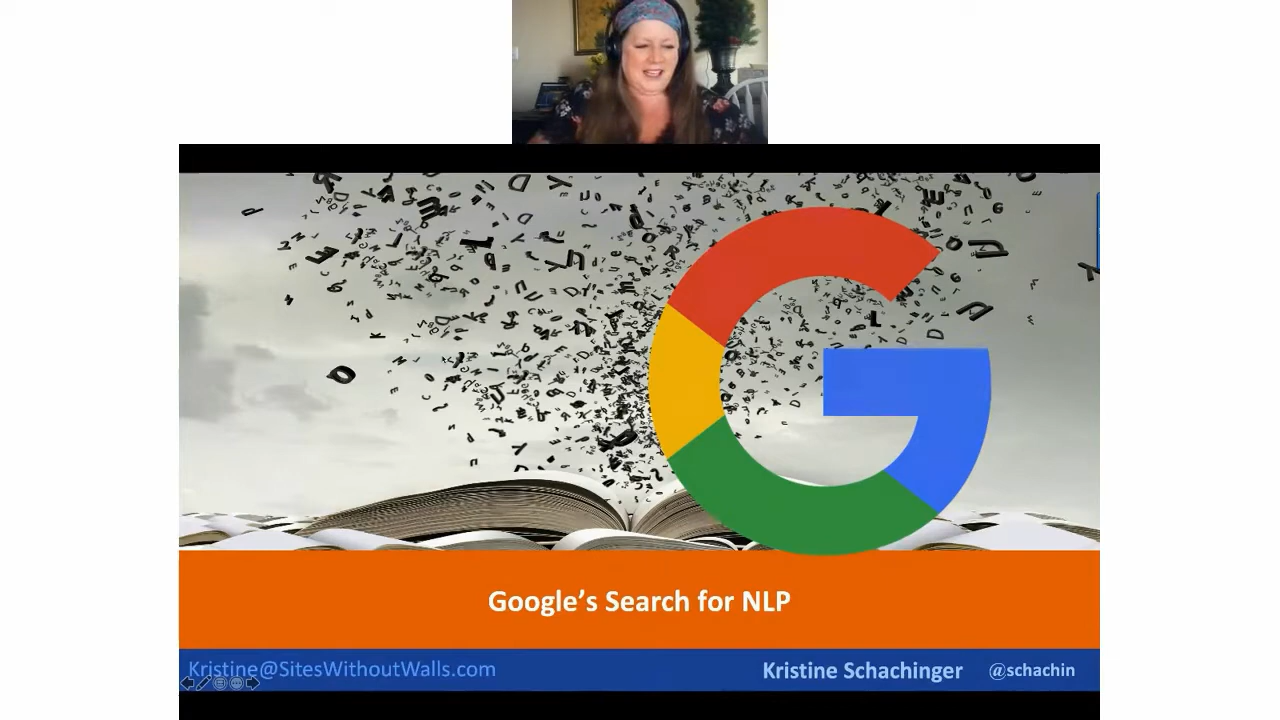 Google's Search for NLP
Kristine@SitesWithoutWalls.com
Kristine Schachinger @schachin